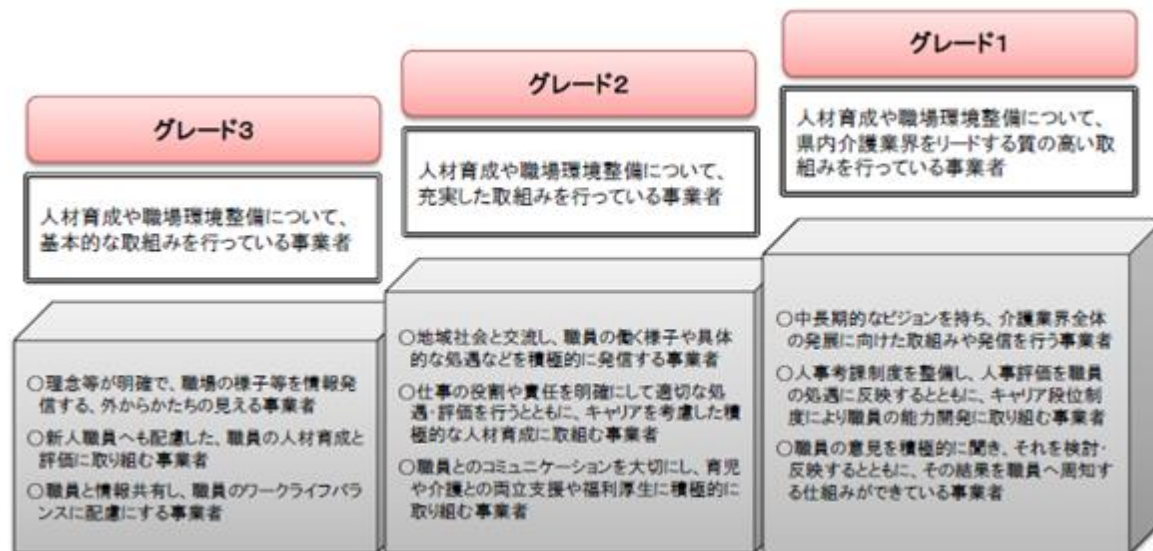 グレード3
人材育成や職場環境整備について、
基本的な取組みを行っている事業者
○理念等が明確で、職場の様子等を情報発
信する、外からかたちの見える事業者
○新人職員へも配慮した、職員の人材育成と
評価に取り組む事業者
○職員と情報共有し、職員のワークライフバラ
ンスに配慮にする事業者
グレード2
人材育成や職場環境整備について、
充実した取組みを行っている事業者
○地域社会と交流し、職員の働く様子や具体
的な処遇などを積極的に発信する事業者
○仕事の役割や責任を明確にして適切な処
遇・評価を行うとともに、キャリアを考慮した積
極的な人材育成に取組む事業者
○職員とのコミュニケーションを大切にし、育児
や介護との両立支援や福利厚生に積極的に
取り組む事業者
グレード1
人材育成や職場環境整備について、
県内介護業界をリードする質の高い取
組みを行っている事業者
○中長期的なビジョンを持ち、介護業界全体
の発展に向けた取組みや発信を行う事業者
○人事考課制度を整備し、人事評価を職員
の処遇に反映するとともに、キャリア段位制
度により職員の能力開発に取り組む事業者
○職員の意見を積極的に聞き、それを検討・
反映するとともに、その結果を職員へ周知す
る仕組みができている事業者